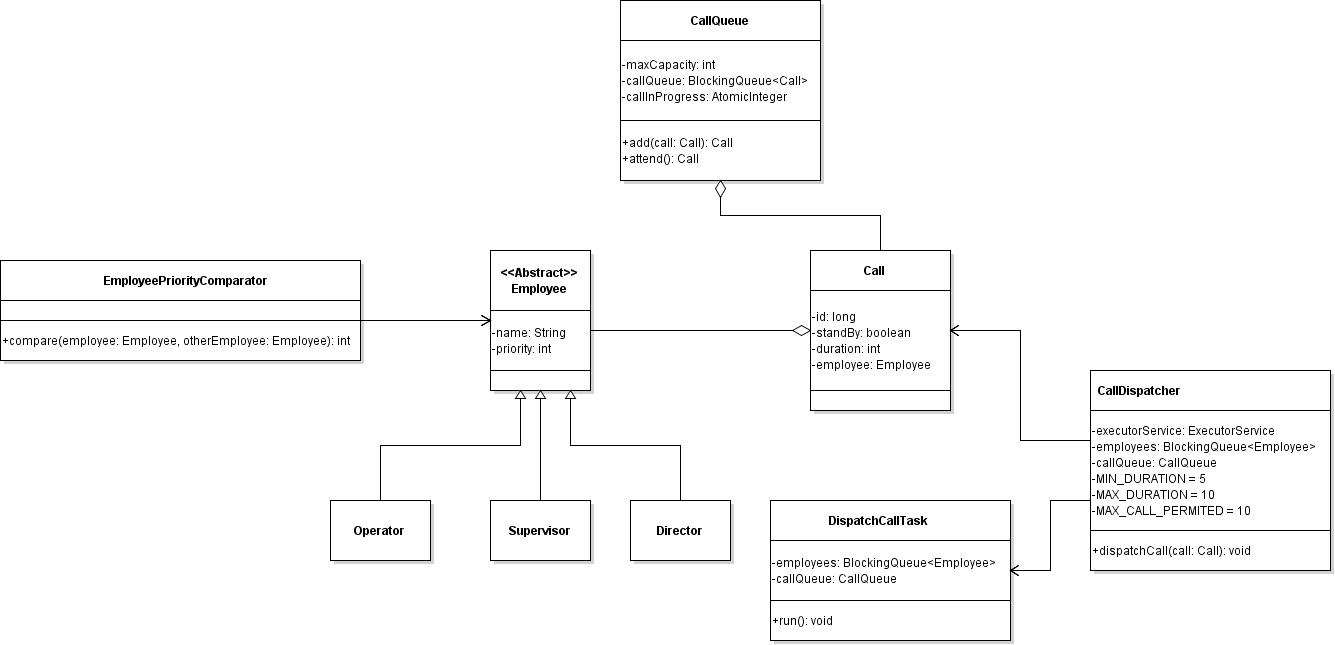 CallQueue
-maxCapacity: int
-callQueue: BlockingQueue<Call>
-callInProgress: AtomicInteger
+add(call: Call): Call
+attend(): Call
EmployeePriorityComparator
+compare(employee: Employee, otherEmployee: Employee): int
<<Abstract>>
Employee
-name: String
-priority: int
Call
-id: long
-standBy: boolean
-duration: int
-employee: Employee
CallDispatcher
-executorService: ExecutorService
-employees: BlockingQueue<Employee>
-callQueue: CallQueue
-MIN_DURATION = 5
-MAX_DURATION = 10
-MAX_CALL_PERMITED = 10
+dispatchCall(call: Call): void
Operator
Supervisor
Director
DispatchCallTask
-employees: BlockingQueue<Employee>
-callQueue: CallQueue
+run(): void